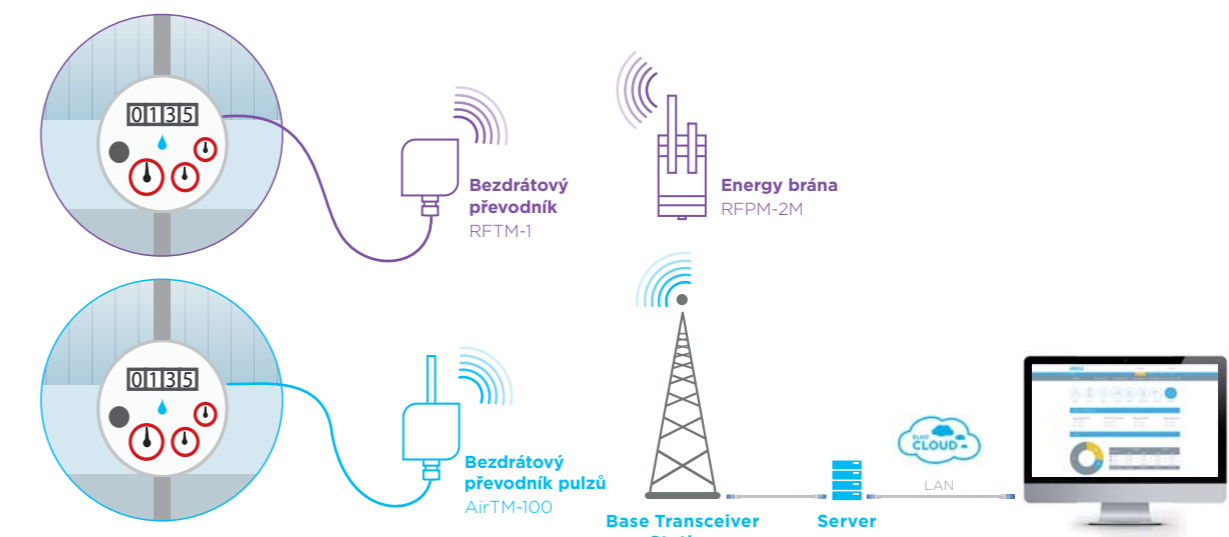 0135
Bezdrátový
převodník
RFTM-1
Energy brána
RFPM-2M
0135
Bezdrátový
převodník pulzů
AirTM-100
Base Transceiver
Server
ELKO
CLOUD
LAN